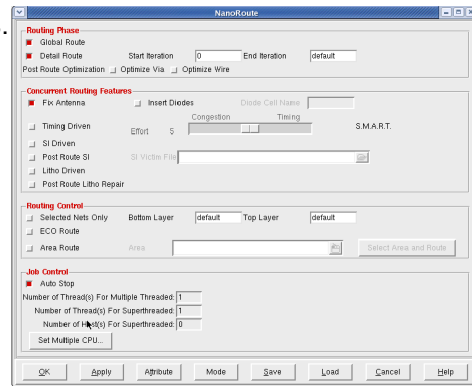 NanoRoute
Routing Phase
Global Route
Detail Route Start Iteration 0 End Iteration default
Post Route Optimization Optimize Via Optimize Wire
Concurrent Routing Features
Fix Antenna Insert Diodes Diode Cell Name
Congestion Timing
Timing Driven Effort 5 S.M.A.R.T.
SI Driven
Post Route SI SI Victim File
Litho Driven
Post Route Litho Repair
Routing Control
Selected Nets Only Bottom Layer default Top Layer default
ECO Route
Area Route Area Select Area and Route
Job Control
Auto Stop
Number of Thread(s) For Multiple Threaded: 1
Number of Thread(s) For Superthreaded: 1
Number of Host(s) For Superthreaded: 0
Set Multiple CPU...
OK Apply Attribute Mode Save Load Cancel Help